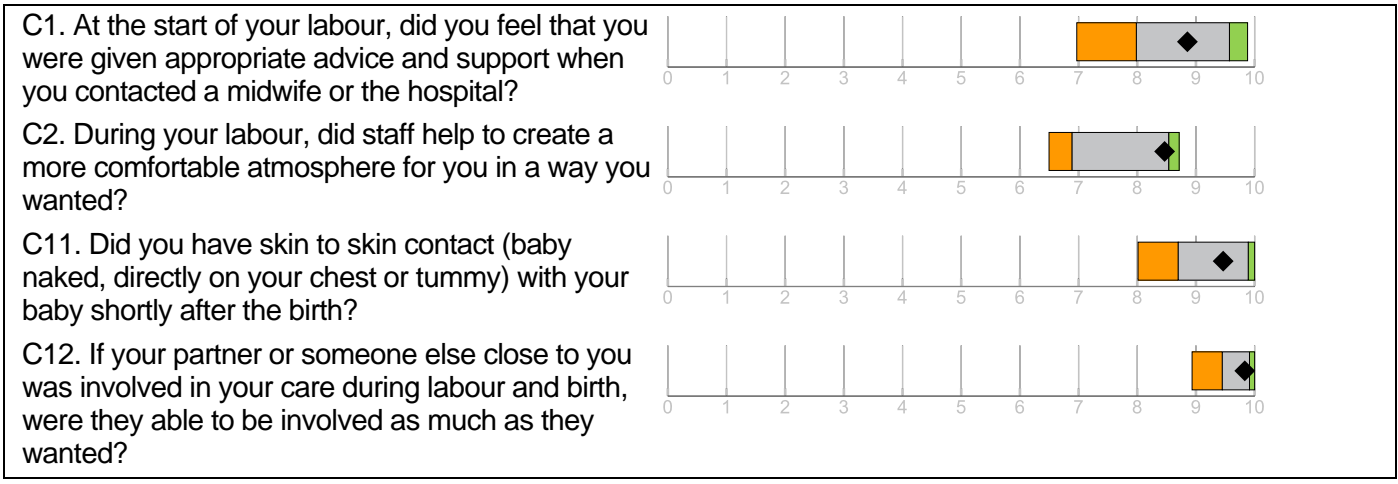 C1. At the start of your labour, did you feel that you
were given appropriate advice and support when
you contacted a midwife or the hospital?
0 1 2 3 4 5 6 7 8 9 10
C2. During your labour, did staff help to create a
more comfortable atmosphere for you in a way you
wanted?
0 1 2 3 4 5 6 7 8 9 10
C11. Did you have skin to skin contact (baby
naked, directly on your chest or tummy) with your
baby shortly after the birth?
0 1 2 3 4 5 6 7 8 9 10
C12. If your partner or someone else close to you
was involved in your care during labour and birth,
were they able to be involved as much as they
wanted?
0 1 2 3 4 5 6 7 8 9 10